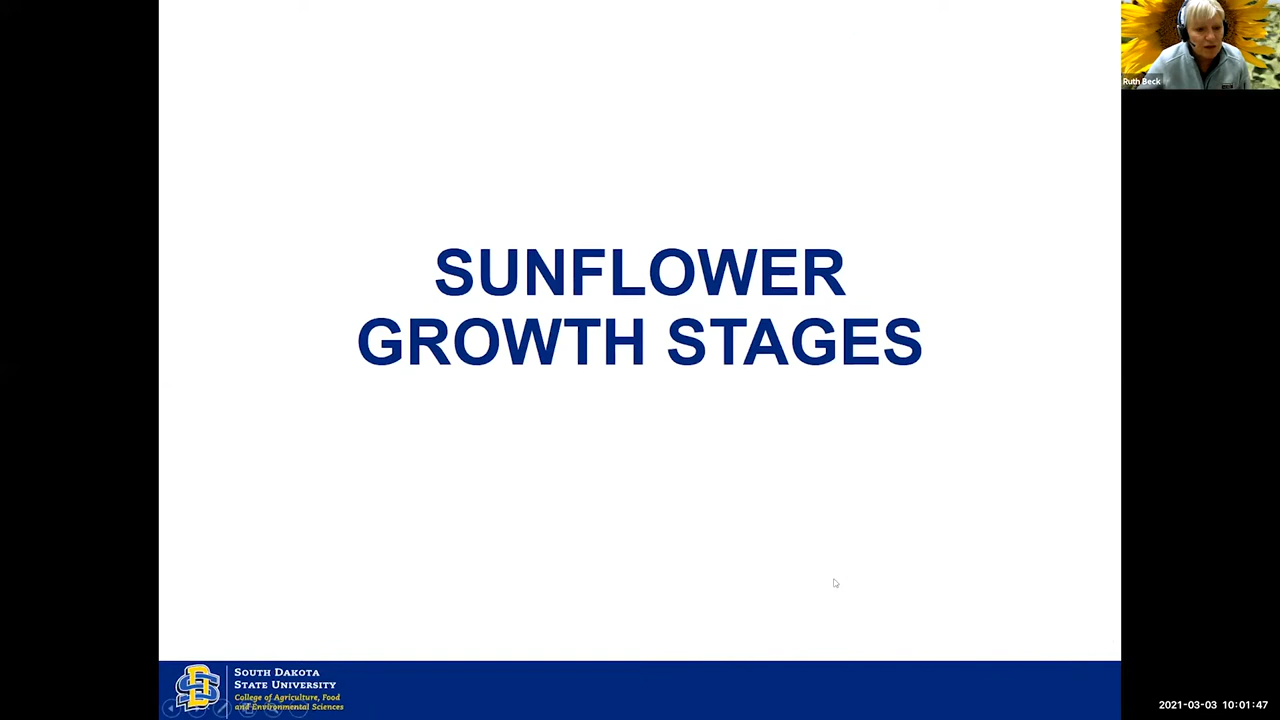 Ruth Beck
SUNFLOWER
GROWTH STAGES
SOUTH DAKOTA
STATE UNIVERSITY
College of Agriculture, Food
and Environmental Sciences
2021-03-03 10:01:47